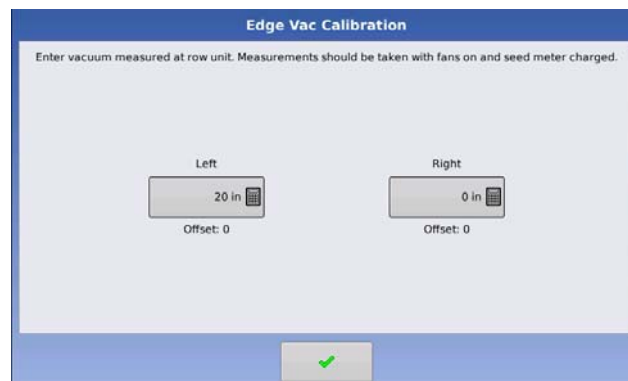 Edge Vac Calibration
Enter vacuum measured at row unit. Measurements should be taken with fans on and seed meter charged.
Left Right
20 in 0 in
Offset: 0 Offset: 0